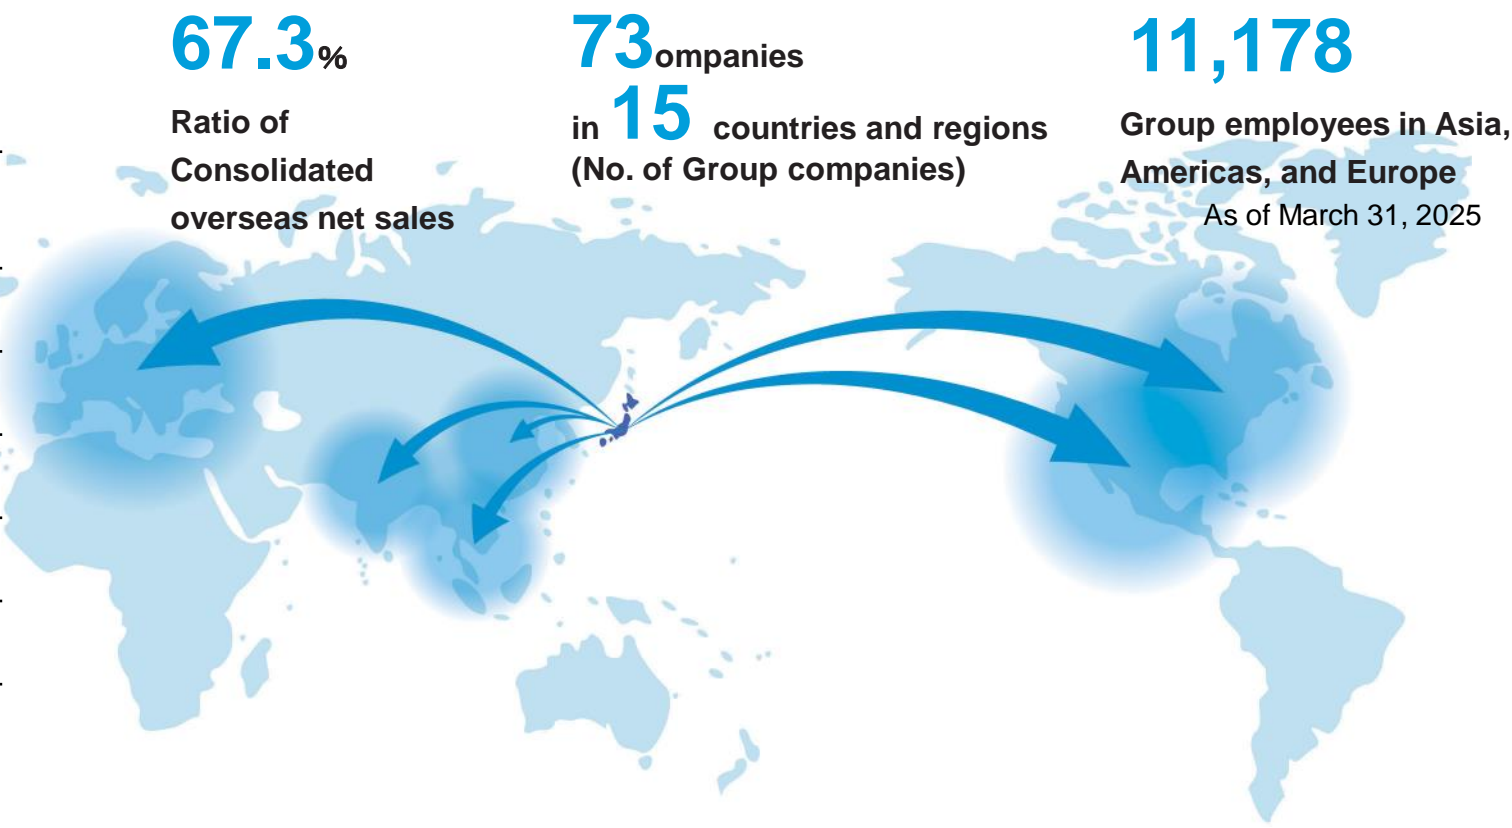 67.3%
Ratio of
Consolidated
overseas net sales
73ompanies
in 15 countries and regions
(No. of Group companies)
11,178
Group employees in Asia,
Americas, and Europe
As of March 31, 2025